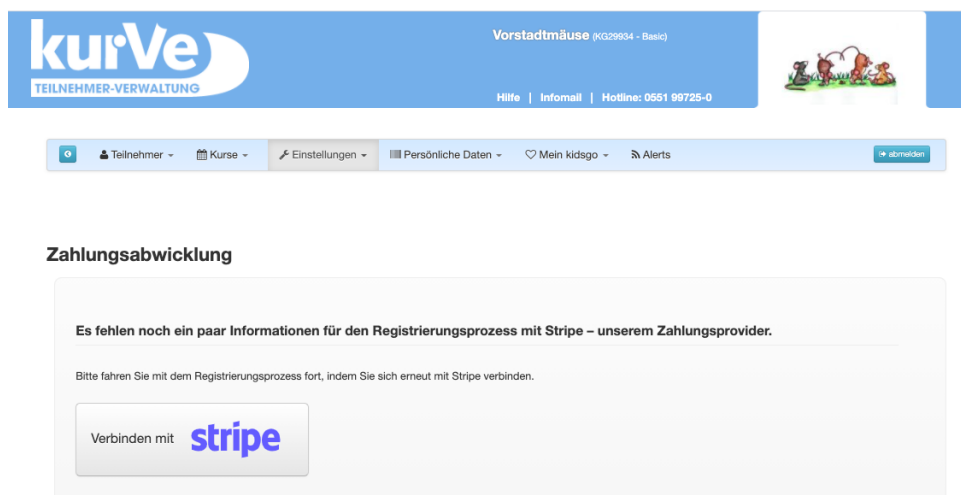 kurVe
TEILNEHMER-VERWALTUNG
Vorstadtmäuse (KG29934 - Basic)
Hilfe | Infomail | Hotline: 0551 99725-0
Teilnehmer Kurse Einstellungen Persönliche Daten Mein kidsgo Alerts abmelden
Zahlungsabwicklung
Es fehlen noch ein paar Informationen für den Registrierungsprozess mit Stripe – unserem Zahlungsprovider.
Bitte fahren Sie mit dem Registrierungsprozess fort, indem Sie sich erneut mit Stripe verbinden.
Verbinden mit stripe